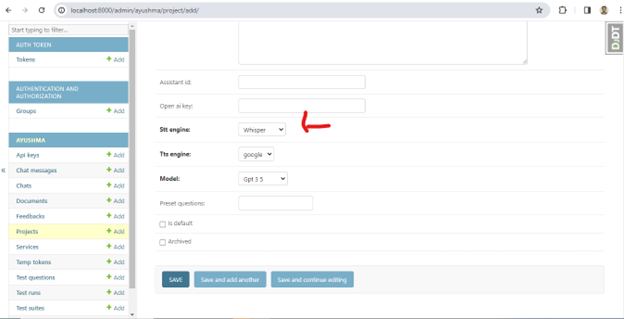 localhost:8000/admin/ayushma/project/add/
Start typing to filter...
AUTH TOKEN
Tokens + Add
AUTHENTICATION AND
AUTHORIZATION
Groups + Add
AYUSHMA
Api keys + Add
Chat messages + Add
Chats + Add
Documents + Add
Feedbacks + Add
Projects + Add
Services + Add
Temp tokens + Add
Test questions + Add
Test runs + Add
Test suites + Add
«
Assistant id:
Open ai key:
Stt engine: Whisper
Tts engine: google
Model: Gpt 3 5
Preset questions:
Is default
Archived
SAVE Save and add another Save and continue editing
DJDT